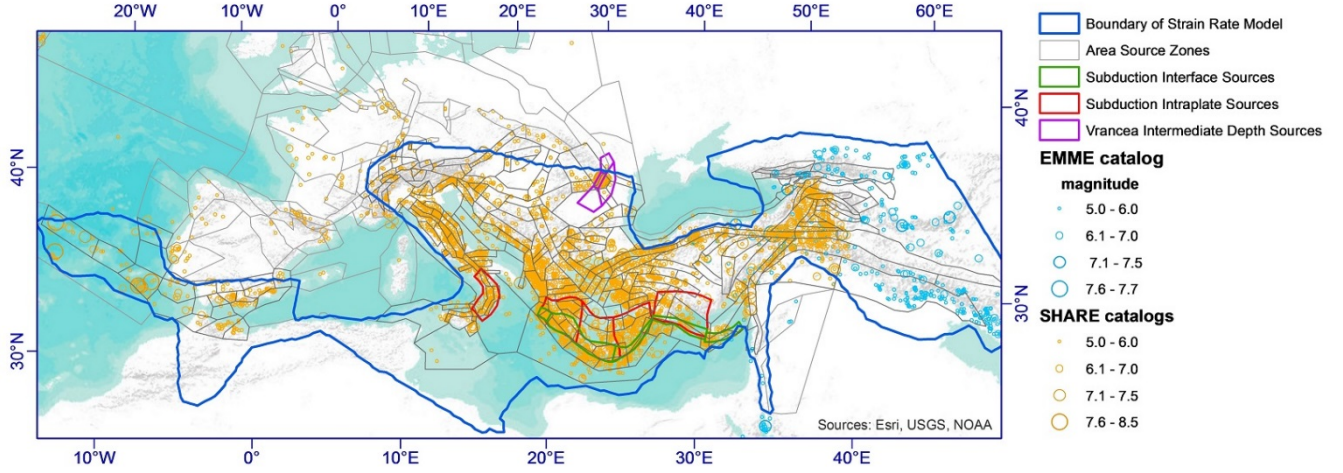 20°W 10°W 0° 10°E 20°E 30°E 40°E 50°E 60°E
Boundary of Strain Rate Model
Area Source Zones
Subduction Interface Sources
Subduction Intraplate Sources
Vrancea Intermediate Depth Sources
40°N
40°N
EMME catalog
magnitude
5.0 - 6.0
6.1 - 7.0
7.1 - 7.5
7.6 - 7.7
30°N
30°N
SHARE catalogs
5.0 - 6.0
6.1 - 7.0
7.1 - 7.5
7.6 - 8.5
Sources: Esri, USGS, NOAA
10°W 0° 10°E 20°E 30°E 40°E